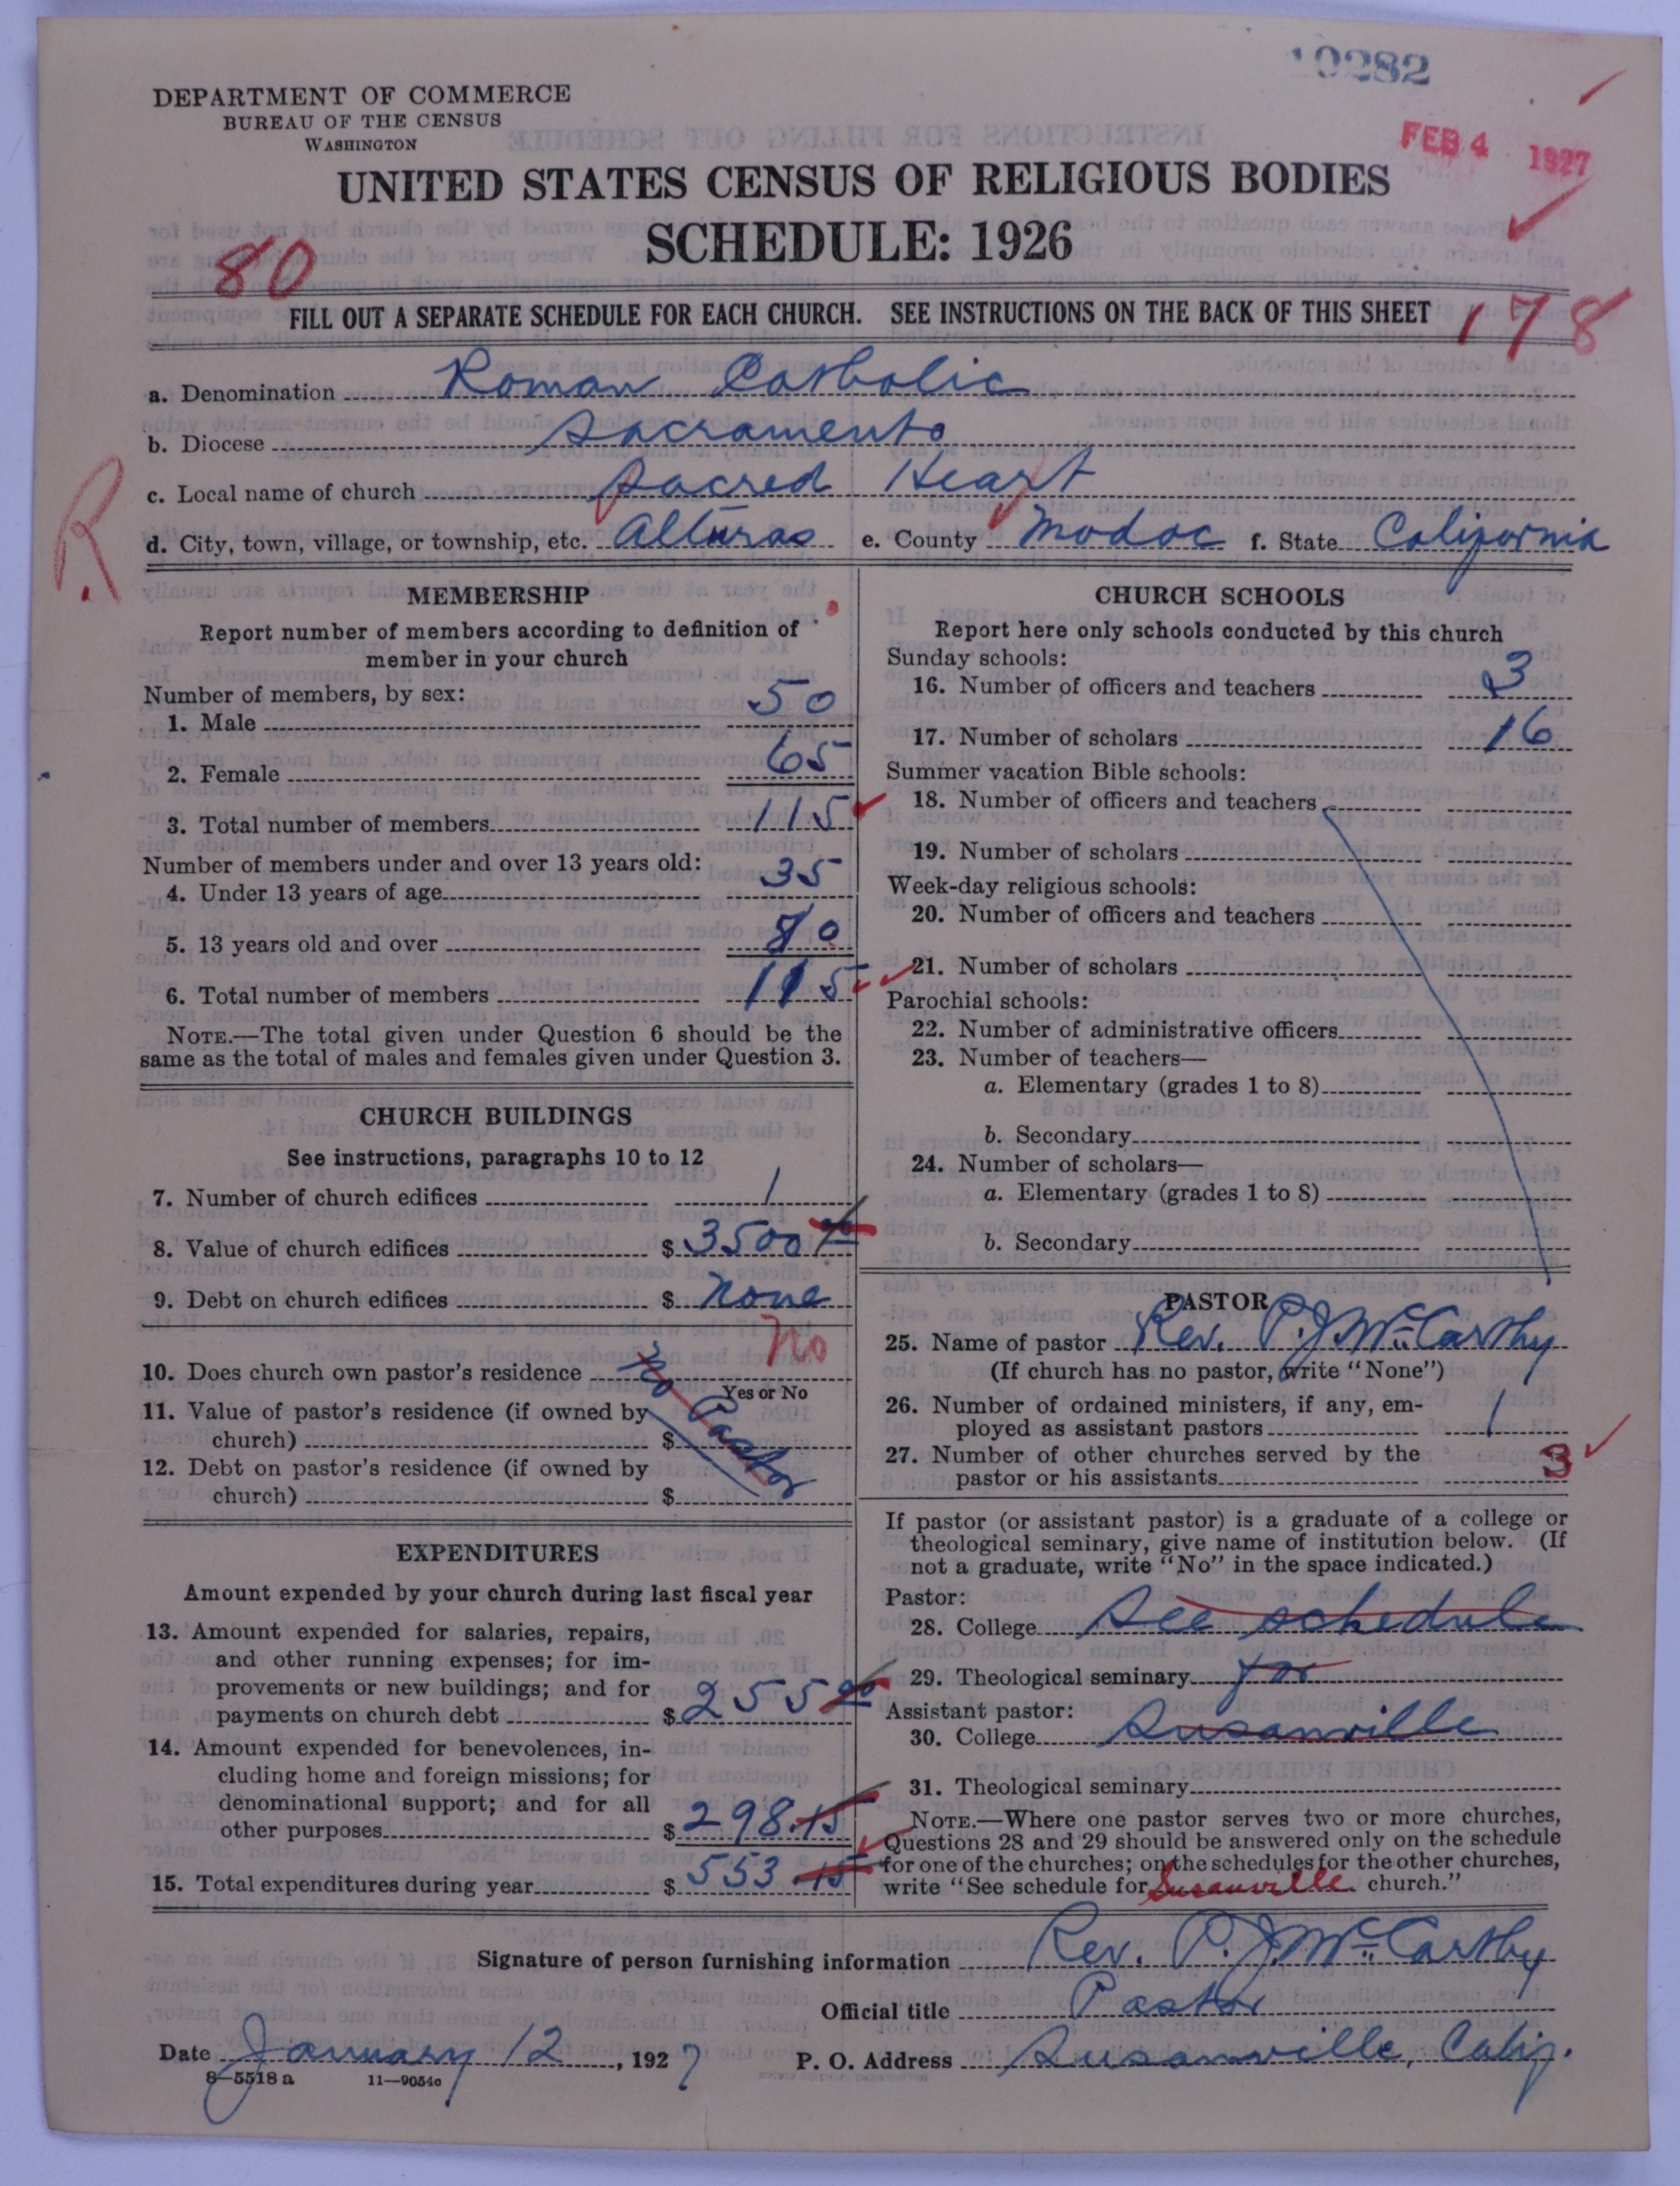 10282
DEPARTMENT OF COMMERCE
BUREAU OF THE CENSUS
WASHINGTON
FEB 4 1927
UNITED STATES CENSUS OF RELIGIOUS BODIES
SCHEDULE: 1926
80
FILL OUT A SEPARATE SCHEDULE FOR EACH CHURCH. SEE INSTRUCTIONS ON THE BACK OF THIS SHEET
178
a. Denomination Roman Catholic
b. Diocese Sacramento
R
c. Local name of church Sacred Heart
d. City, town, village, or township, etc. Alturas e. County Modoc f. State California
MEMBERSHIP
Report number of members according to definition of
member in your church
Number of members, by sex:
1. Male 50
2. Female 65
3. Total number of members 115
Number of members under and over 13 years old:
4. Under 13 years of age 35
5. 13 years old and over 80
6. Total number of members 115
NOTE.—The total given under Question 6 should be the
same as the total of males and females given under Question 3.
CHURCH BUILDINGS
See instructions, paragraphs 10 to 12
7. Number of church edifices 1
8. Value of church edifices $ 3500
9. Debt on church edifices $ None
No
10. Does church own pastor's residence No
Yes or No
Pastor
11. Value of pastor's residence (if owned by
church) $
12. Debt on pastor's residence (if owned by
church) $
EXPENDITURES
Amount expended by your church during last fiscal year
13. Amount expended for salaries, repairs,
and other running expenses; for im-
provements or new buildings; and for
payments on church debt $ 255 00
14. Amount expended for benevolences, in-
cluding home and foreign missions; for
denominational support; and for all
other purposes $ 298.15
15. Total expenditures during year $ 553 15
CHURCH SCHOOLS
Report here only schools conducted by this church
Sunday schools:
16. Number of officers and teachers 3
17. Number of scholars 16
Summer vacation Bible schools:
18. Number of officers and teachers
19. Number of scholars
Week-day religious schools:
20. Number of officers and teachers
21. Number of scholars
Parochial schools:
22. Number of administrative officers
23. Number of teachers—
a. Elementary (grades 1 to 8)
b. Secondary
24. Number of scholars—
a. Elementary (grades 1 to 8)
b. Secondary
PASTOR
25. Name of pastor Rev. P. J. McCarthy
(If church has no pastor, write "None")
26. Number of ordained ministers, if any, em-
ployed as assistant pastors 1
27. Number of other churches served by the
pastor or his assistants 3
If pastor (or assistant pastor) is a graduate of a college or
theological seminary, give name of institution below. (If
not a graduate, write "No" in the space indicated.)
Pastor:
28. College See schedule
29. Theological seminary for
Assistant pastor:
30. College Susanville
31. Theological seminary
NOTE.—Where one pastor serves two or more churches,
Questions 28 and 29 should be answered only on the schedule
for one of the churches; on the schedules for the other churches,
write "See schedule for Susanville church."
Signature of person furnishing information Rev. P. J. McCarthy
Official title Pastor
Date January 12, 1927 P. O. Address Susanville, Calif.
8—5518 a 11—9054c